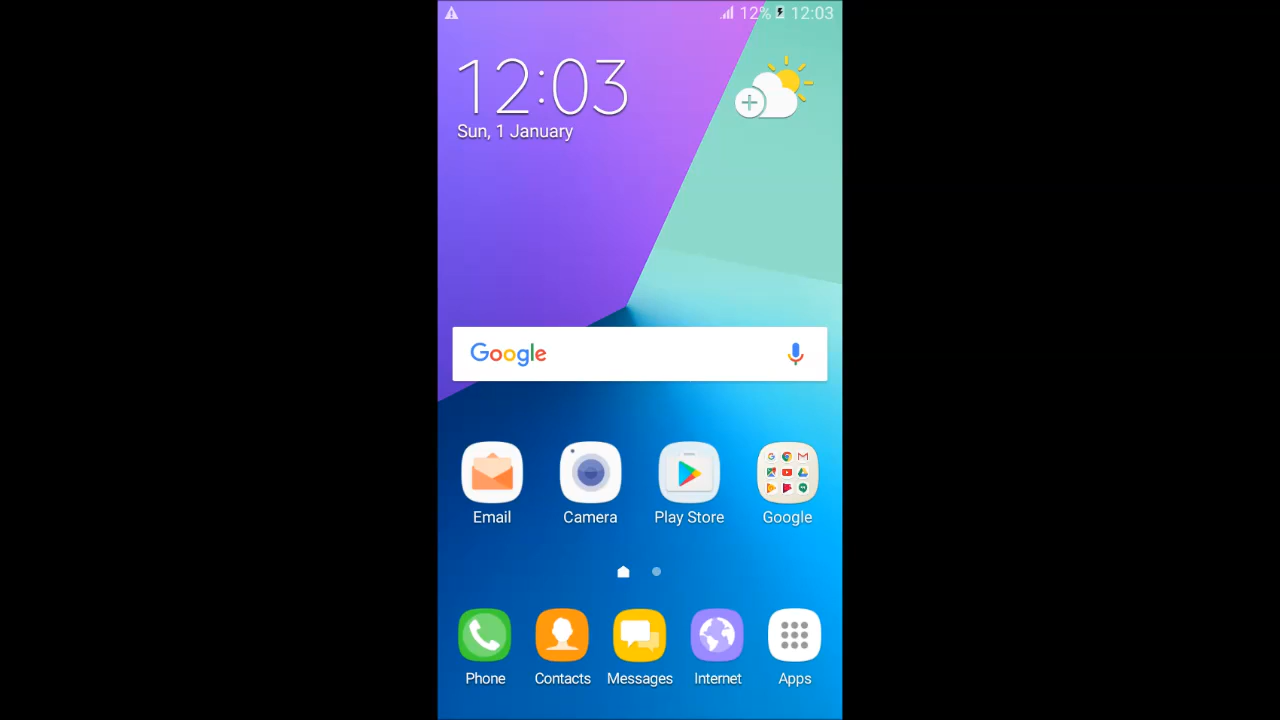 12% 12:03
12:03
Sun, 1 January
Google
Email Camera Play Store Google
Phone Contacts Messages Internet Apps